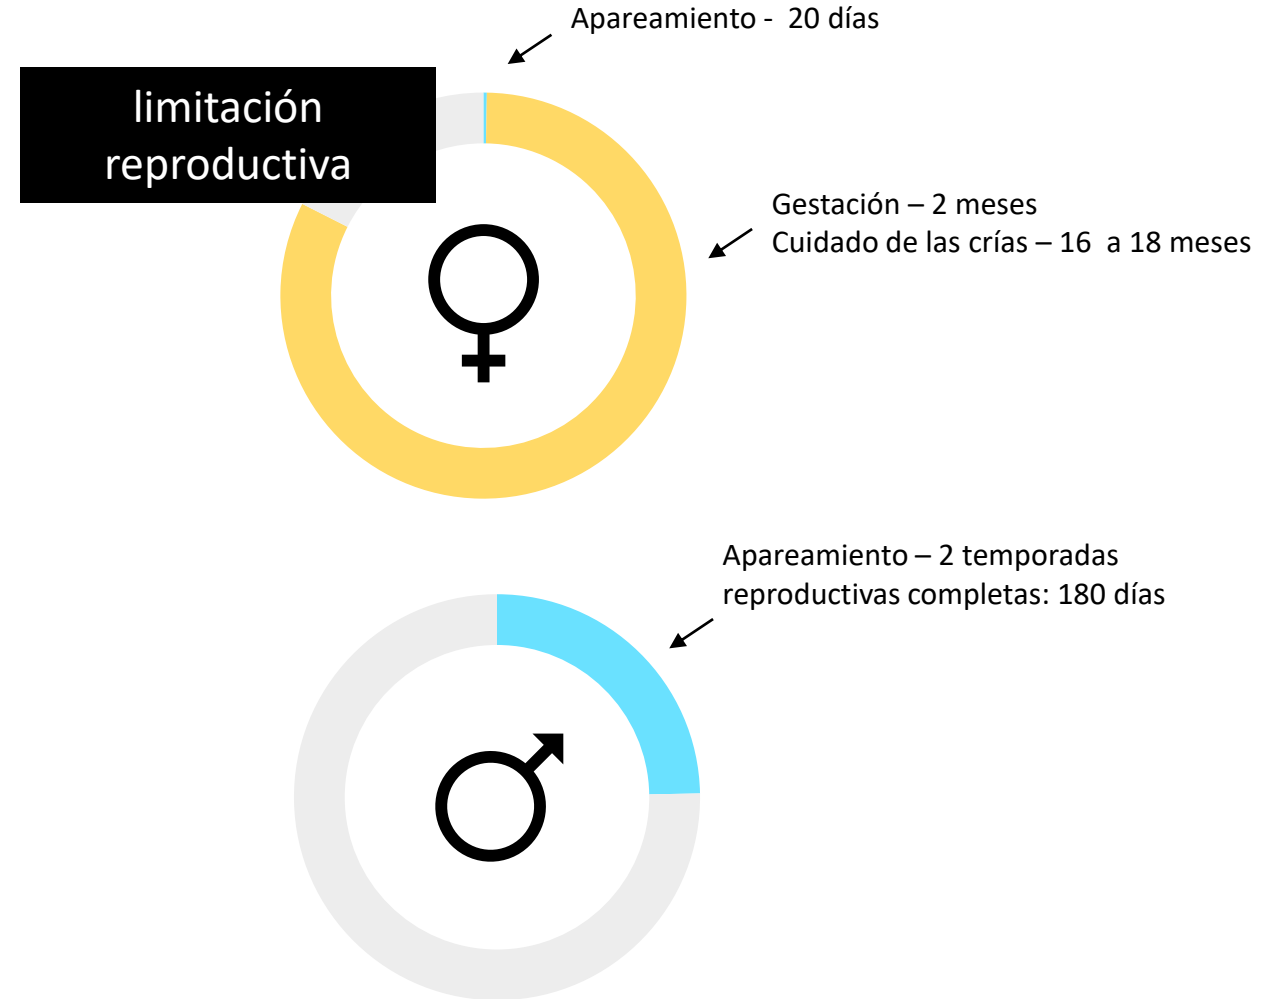 Apareamiento -  20 días
limitación
reproductiva
Gestación – 2 meses
Cuidado de las crías – 16  a 18 meses
Apareamiento – 2 temporadas
reproductivas completas: 180 días